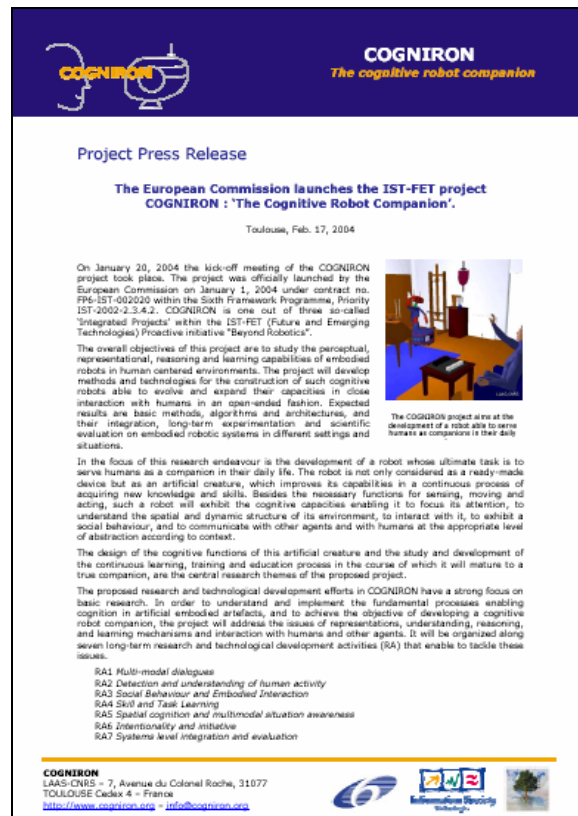 COGNIRON
COGNIRON
The cognitive robot companion
Project Press Release
The European Commission launches the IST-FET project
COGNIRON : ‘The Cognitive Robot Companion’.
Toulouse, Feb. 17, 2004
On January 20, 2004 the kick-off meeting of the COGNIRON
project took place. The project was officially launched by the
European Commission on January 1, 2004 under contract no.
FP6-IST-002020 within the Sixth Framework Programme, Priority
IST-2002-2.3.4.2. COGNIRON is one out of three so-called
‘Integrated Projects’ within the IST-FET (Future and Emerging
Technologies) Proactive initiative “Beyond Robotics”.
The overall objectives of this project are to study the perceptual,
representational, reasoning and learning capabilities of embodied
robots in human centered environments. The project will develop
methods and technologies for the construction of such cognitive
robots able to evolve and expand their capacities in close
interaction with humans in an open-ended fashion. Expected
results are basic methods, algorithms and architectures, and
their integration, long-term experimentation and scientific
evaluation on embodied robotic systems in different settings and
situations.
The COGNIRON project aims at the
development of a robot able to serve
humans as companions in their daily
In the focus of this research endeavour is the development of a robot whose ultimate task is to
serve humans as a companion in their daily life. The robot is not only considered as a ready-made
device but as an artificial creature, which improves its capabilities in a continuous process of
acquiring new knowledge and skills. Besides the necessary functions for sensing, moving and
acting, such a robot will exhibit the cognitive capacities enabling it to focus its attention, to
understand the spatial and dynamic structure of its environment, to interact with it, to exhibit a
social behaviour, and to communicate with other agents and with humans at the appropriate level
of abstraction according to context.
The design of the cognitive functions of this artificial creature and the study and development of
the continuous learning, training and education process in the course of which it will mature to a
true companion, are the central research themes of the proposed project.
The proposed research and technological development efforts in COGNIRON have a strong focus on
basic research. In order to understand and implement the fundamental processes enabling
cognition in artificial embodied artefacts, and to achieve the objective of developing a cognitive
robot companion, the project will address the issues of representations, understanding, reasoning,
and learning mechanisms and interaction with humans and other agents. It will be organized along
seven long-term research and technological development activities (RA) that enable to tackle these
issues.
RA1 Multi-modal dialogues
RA2 Detection and understanding of human activity
RA3 Social Behaviour and Embodied Interaction
RA4 Skill and Task Learning
RA5 Spatial cognition and multimodal situation awareness
RA6 Intentionality and initiative
RA7 Systems level integration and evaluation
COGNIRON
LAAS-CNRS – 7, Avenue du Colonel Roche, 31077
TOULOUSE Cedex 4 – France
http://www.cogniron.org – info@cogniron.org
6
Information Society